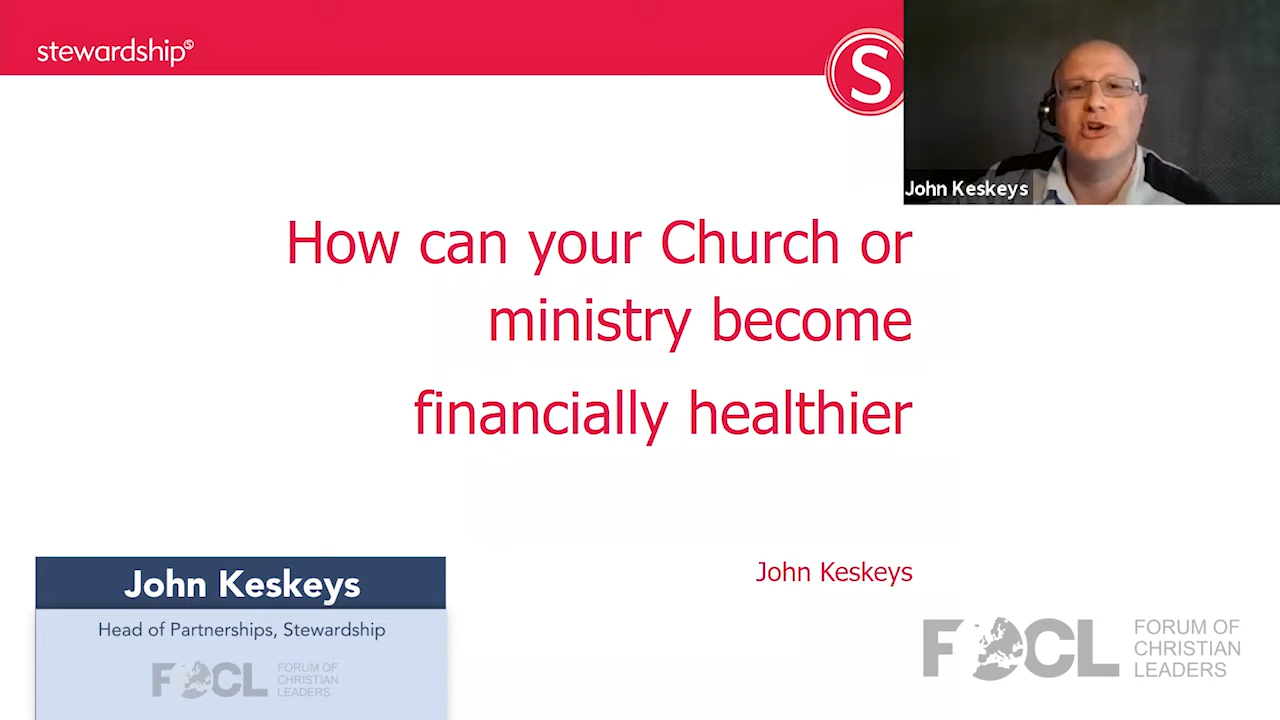 stewardship
S
John Keskeys
How can your Church or
ministry become
financially healthier
John Keskeys
John Keskeys
Head of Partnerships, Stewardship
FOCL
FORUM OF
CHRISTIAN
LEADERS
FOCL
FORUM OF
CHRISTIAN
LEADERS